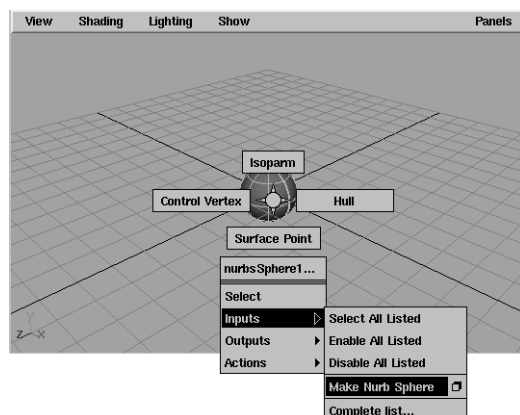 View Shading Lighting Show Panels
Isoparm
Control Vertex Hull
Surface Point
nurbsSphere1...
Select
Inputs Select All Listed
Outputs Enable All Listed
Actions Disable All Listed
Make Nurb Sphere
Complete list...
Z X Y